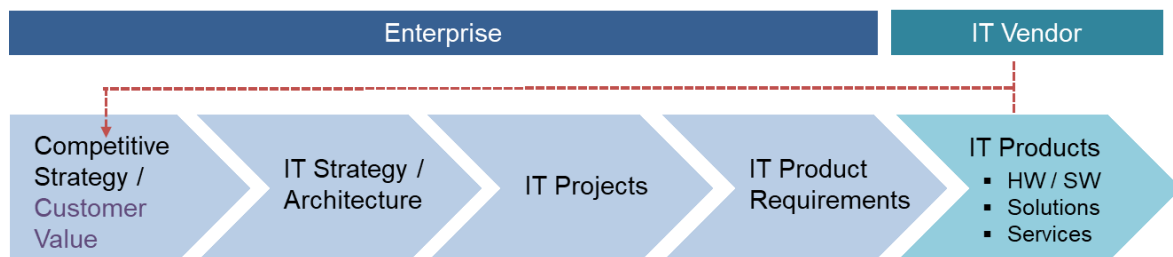 Enterprise
IT Vendor
Competitive
Strategy /
Customer
Value
IT Strategy /
Architecture
IT Projects
IT Product
Requirements
IT Products
▪ HW / SW
▪ Solutions
▪ Services